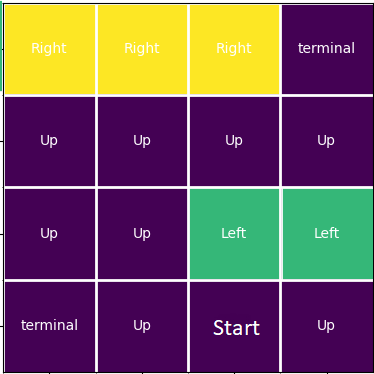 Right Right Right terminal
Up Up Up Up
Up Up Left Left
terminal Up Start Up